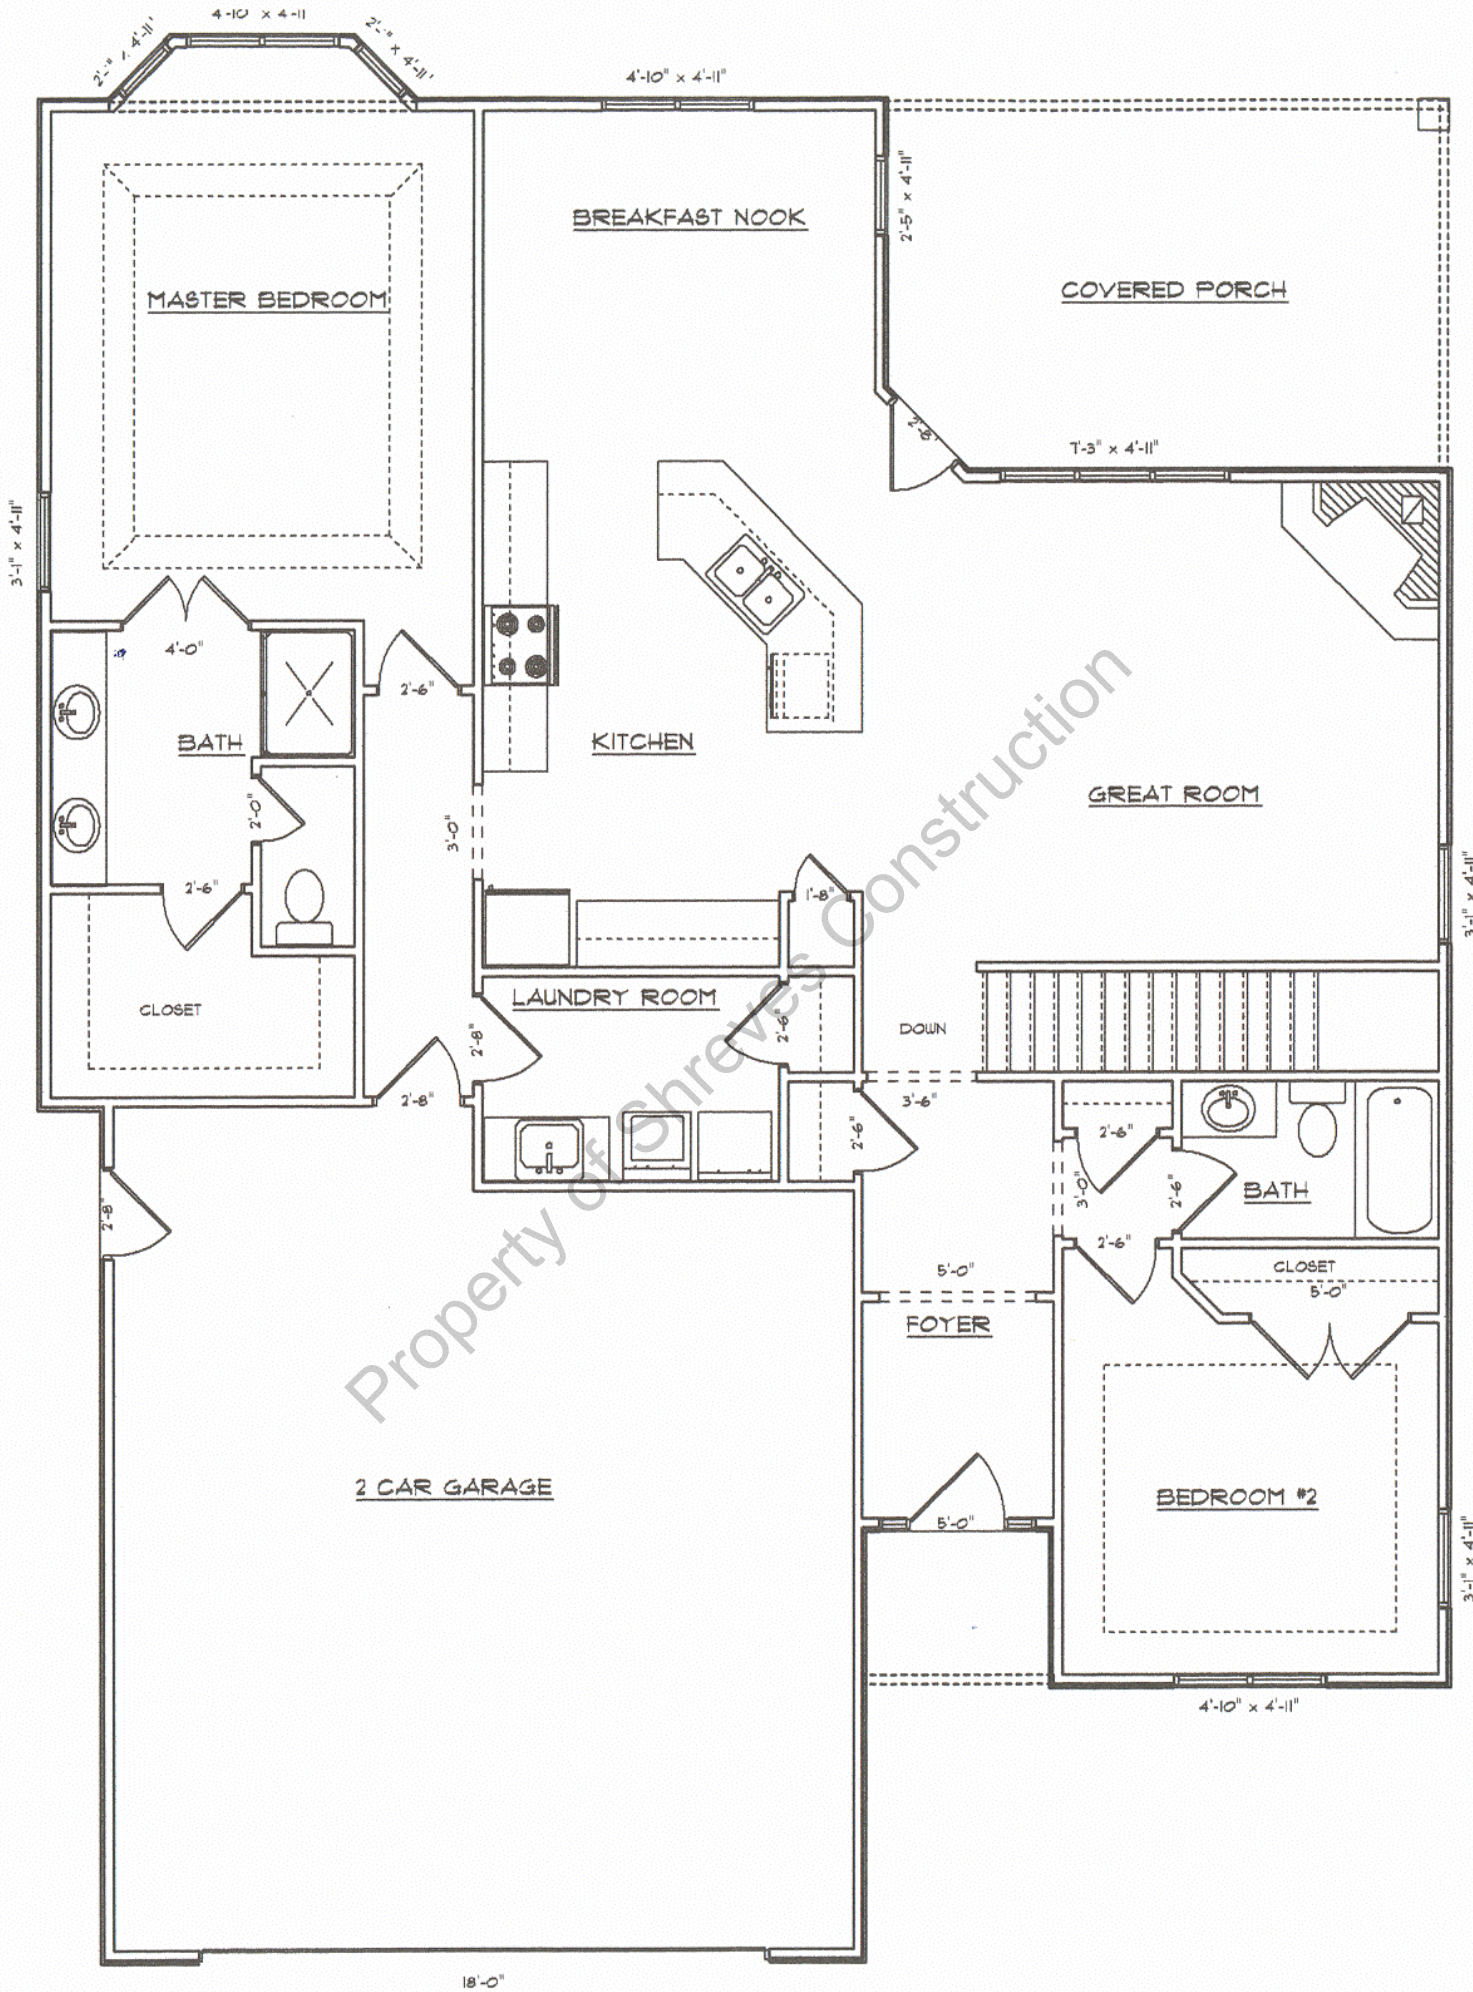 4'-10" x 4'-11"
4'-10" x 4'-11"
2'-5" x 4'-11"
BREAKFAST NOOK
COVERED PORCH
MASTER BEDROOM
2'-8"
7'-3" x 4'-11"
3'-1" x 4'-11"
4'-0"
2'-6"
BATH
KITCHEN
GREAT ROOM
2'-0"
3'-0"
2'-6"
1'-8"
3'-1" x 4'-11"
CLOSET
LAUNDRY ROOM
2'-8"
2'-6"
DOWN
2'-8"
3'-6"
2'-6"
2'-6"
3'-0"
2'-6"
BATH
2'-8"
2'-6"
5'-0"
CLOSET
5'-0"
FOYER
2 CAR GARAGE
BEDROOM #2
5'-0"
3'-1" x 4'-11"
4'-10" x 4'-11"
18'-0"
Property of Shreves Construction